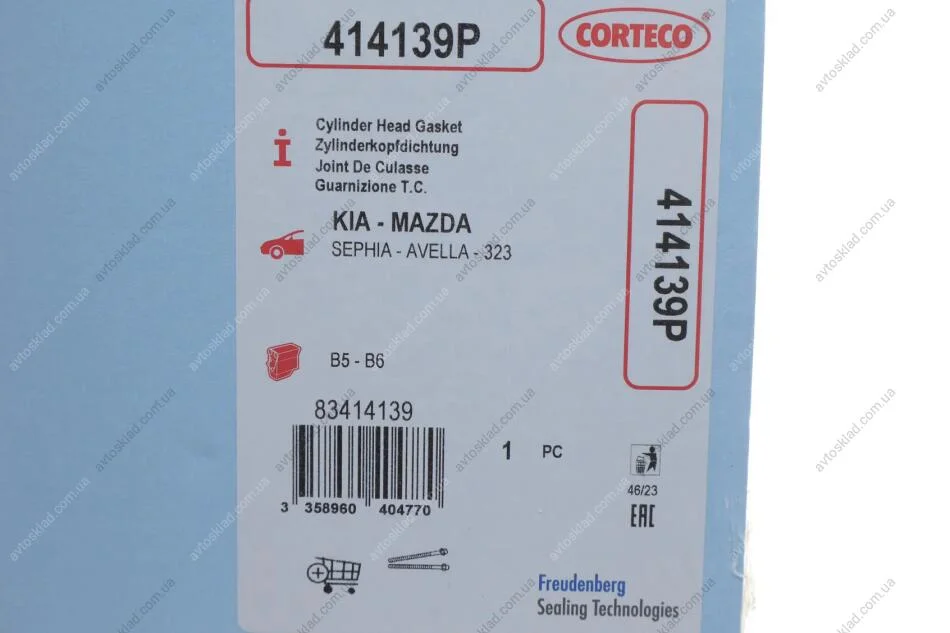 414139P
CORTECO
Cylinder Head Gasket
Zylinderkopfdichtung
Joint De Culasse
Guarnizione T.C.
KIA - MAZDA
SEPHIA - AVELLA - 323
414139P
B5 - B6
83414139
1 PC
3 358960 404770
46/23
EAC
Freudenberg
Sealing Technologies
avtosklad.com.ua